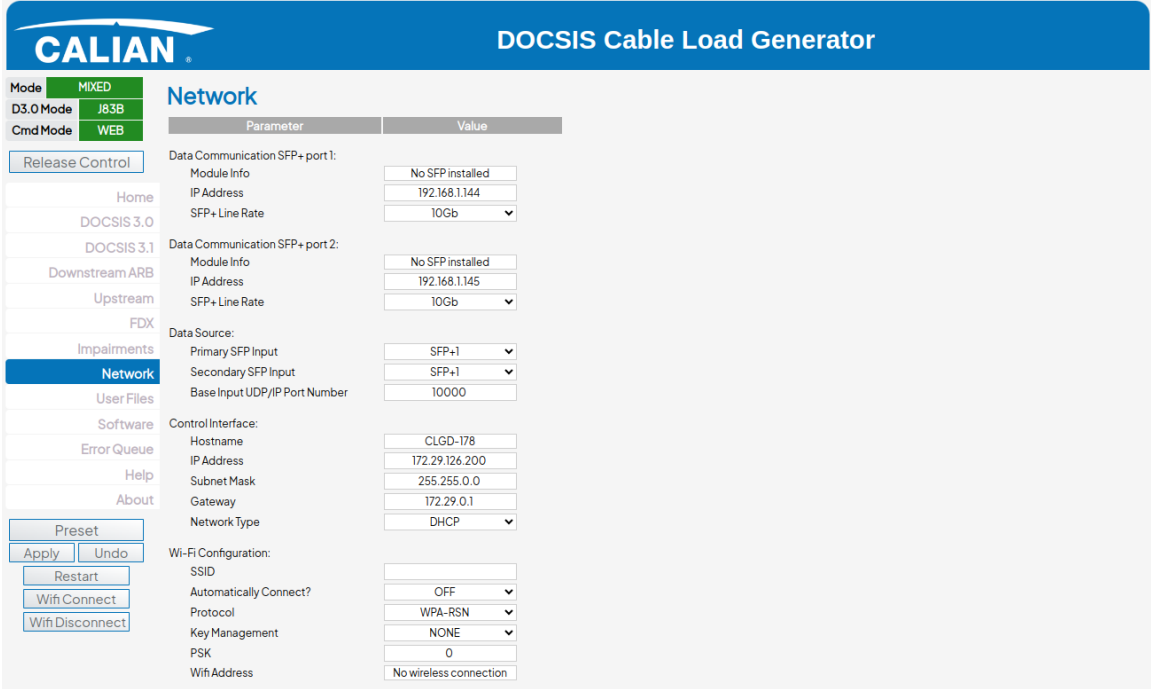 CALIAN®
DOCSIS Cable Load Generator
Mode MIXED
D3.0 Mode J83B
Cmd Mode WEB
Release Control
Home
DOCSIS 3.0
DOCSIS 3.1
Downstream ARB
Upstream
FDX
Impairments
Network
User Files
Software
Error Queue
Help
About
Preset
Apply Undo
Restart
Wifi Connect
Wifi Disconnect
Network
Parameter Value
Data Communication SFP+ port 1:
Module Info No SFP installed
IP Address 192.168.1.144
SFP+ Line Rate 10Gb
Data Communication SFP+ port 2:
Module Info No SFP installed
IP Address 192.168.1.145
SFP+ Line Rate 10Gb
Data Source:
Primary SFP Input SFP+1
Secondary SFP Input SFP+1
Base Input UDP/IP Port Number 10000
Control Interface:
Hostname CLGD-178
IP Address 172.29.126.200
Subnet Mask 255.255.0.0
Gateway 172.29.0.1
Network Type DHCP
Wi-Fi Configuration:
SSID
Automatically Connect? OFF
Protocol WPA-RSN
Key Management NONE
PSK 0
Wifi Address No wireless connection